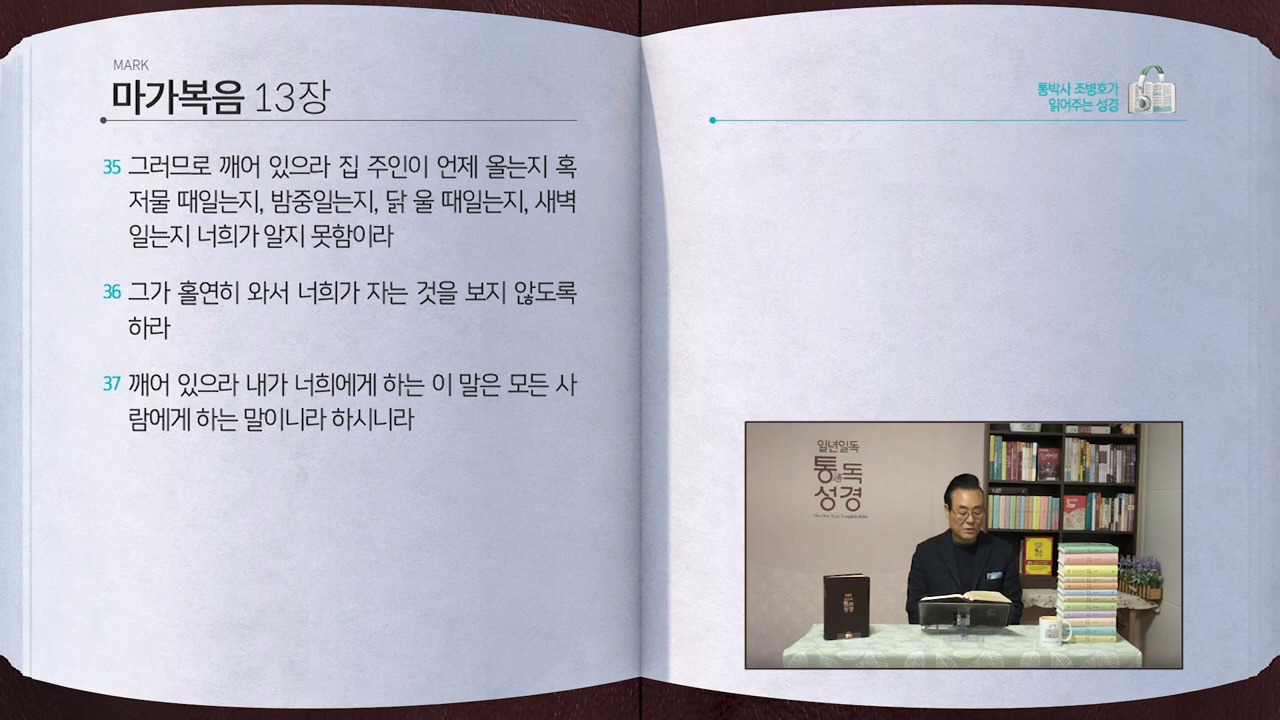 MARK
마가복음 13장
35 그러므로 깨어 있으라 집 주인이 언제 올는지 혹
저물 때일는지, 밤중일는지, 닭 울 때일는지, 새벽
일는지 너희가 알지 못함이라
36 그가 홀연히 와서 너희가 자는 것을 보지 않도록
하라
37 깨어 있으라 내가 너희에게 하는 이 말은 모든 사
람에게 하는 말이니라 하시니라
통박사 조병호가
읽어주는 성경
일년일독
통독
성경
통독
성경